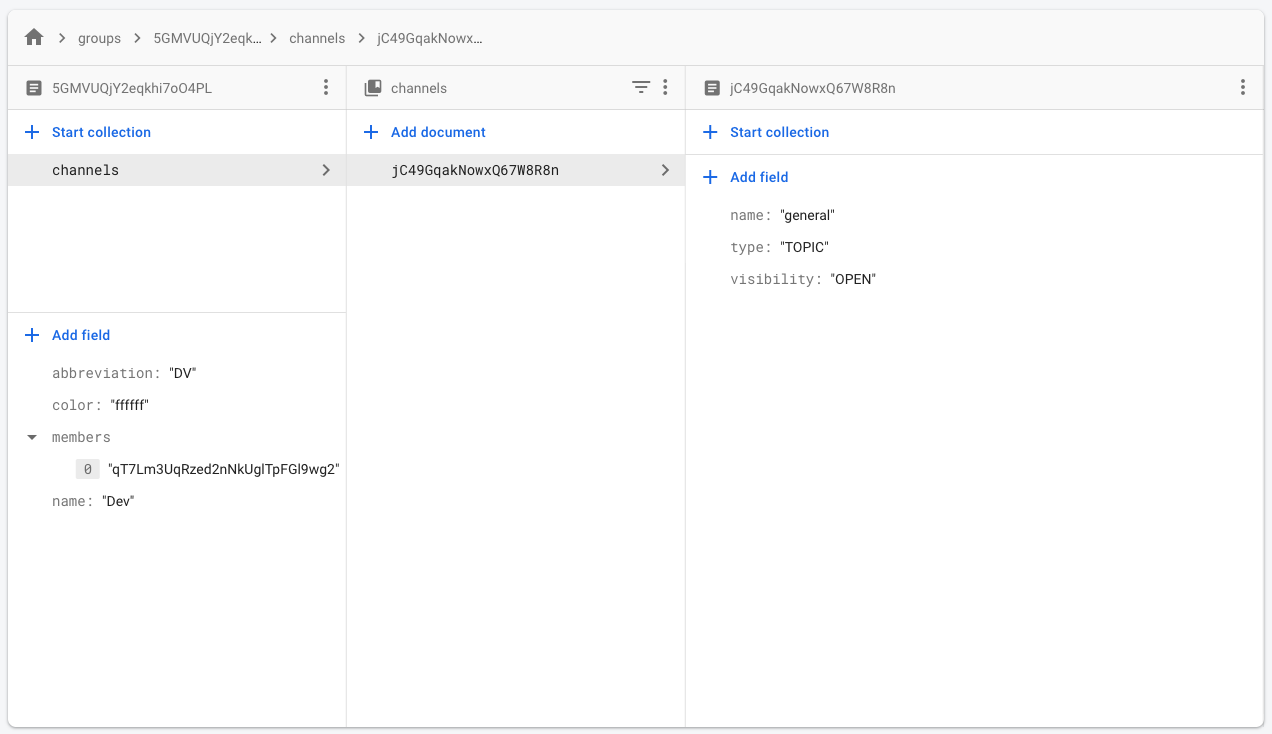 groups > 5GMVUQjY2eqk... > channels > jC49GqakNowx...
5GMVUQjY2eqkhi7oO4PL
Start collection
channels
Add field
abbreviation: "DV"
color: "ffffff"
members
0 "qT7Lm3UqRzed2nNkUglTpFGl9wg2"
name: "Dev"
channels
Add document
jC49GqakNowxQ67W8R8n
jC49GqakNowxQ67W8R8n
Start collection
Add field
name: "general"
type: "TOPIC"
visibility: "OPEN"